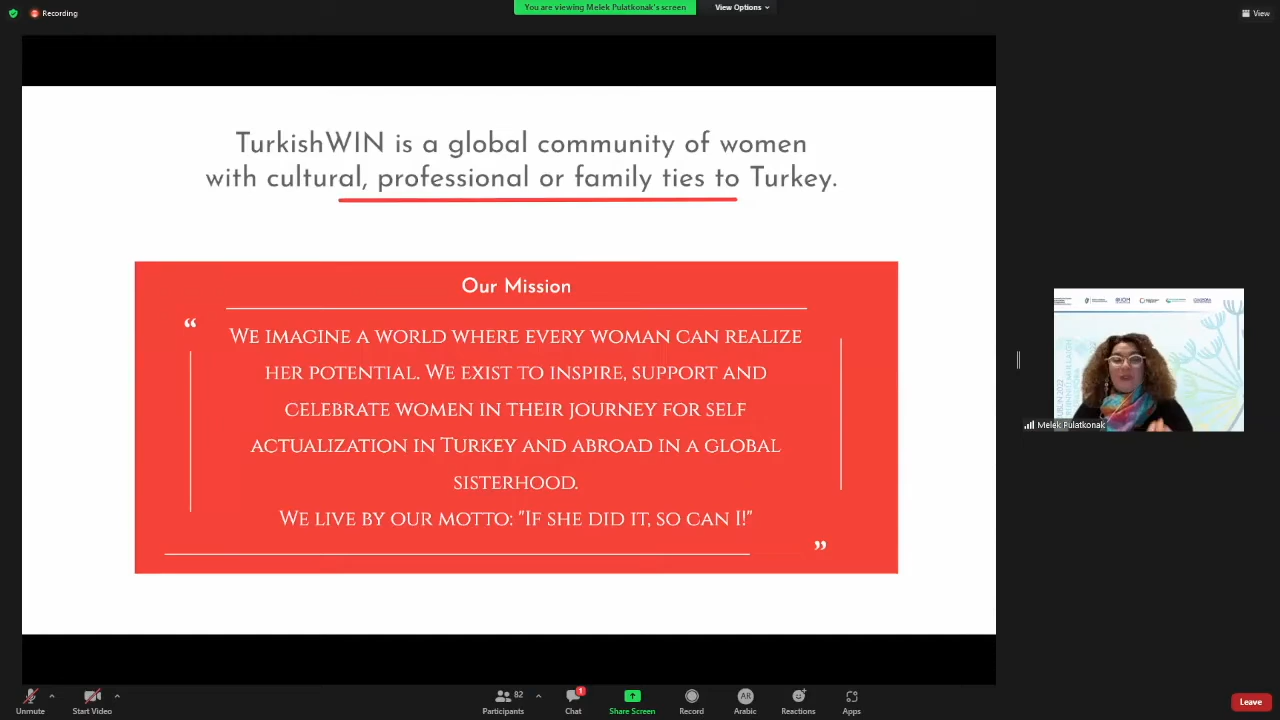 Recording
You are viewing Melek Pulatkonak's screen
View Options
View
TurkishWIN is a global community of women
with cultural, professional or family ties to Turkey.
Our Mission
“
We imagine a world where every woman can realize
her potential. We exist to inspire, support and
celebrate women in their journey for self
actualization in Turkey and abroad in a global
sisterhood.
We live by our motto: "If she did it, so can I!"
”
Melek Pulatkonak
Unmute
Start Video
82
Participants
1
Chat
Share Screen
Record
AR
Arabic
Reactions
Apps
Leave